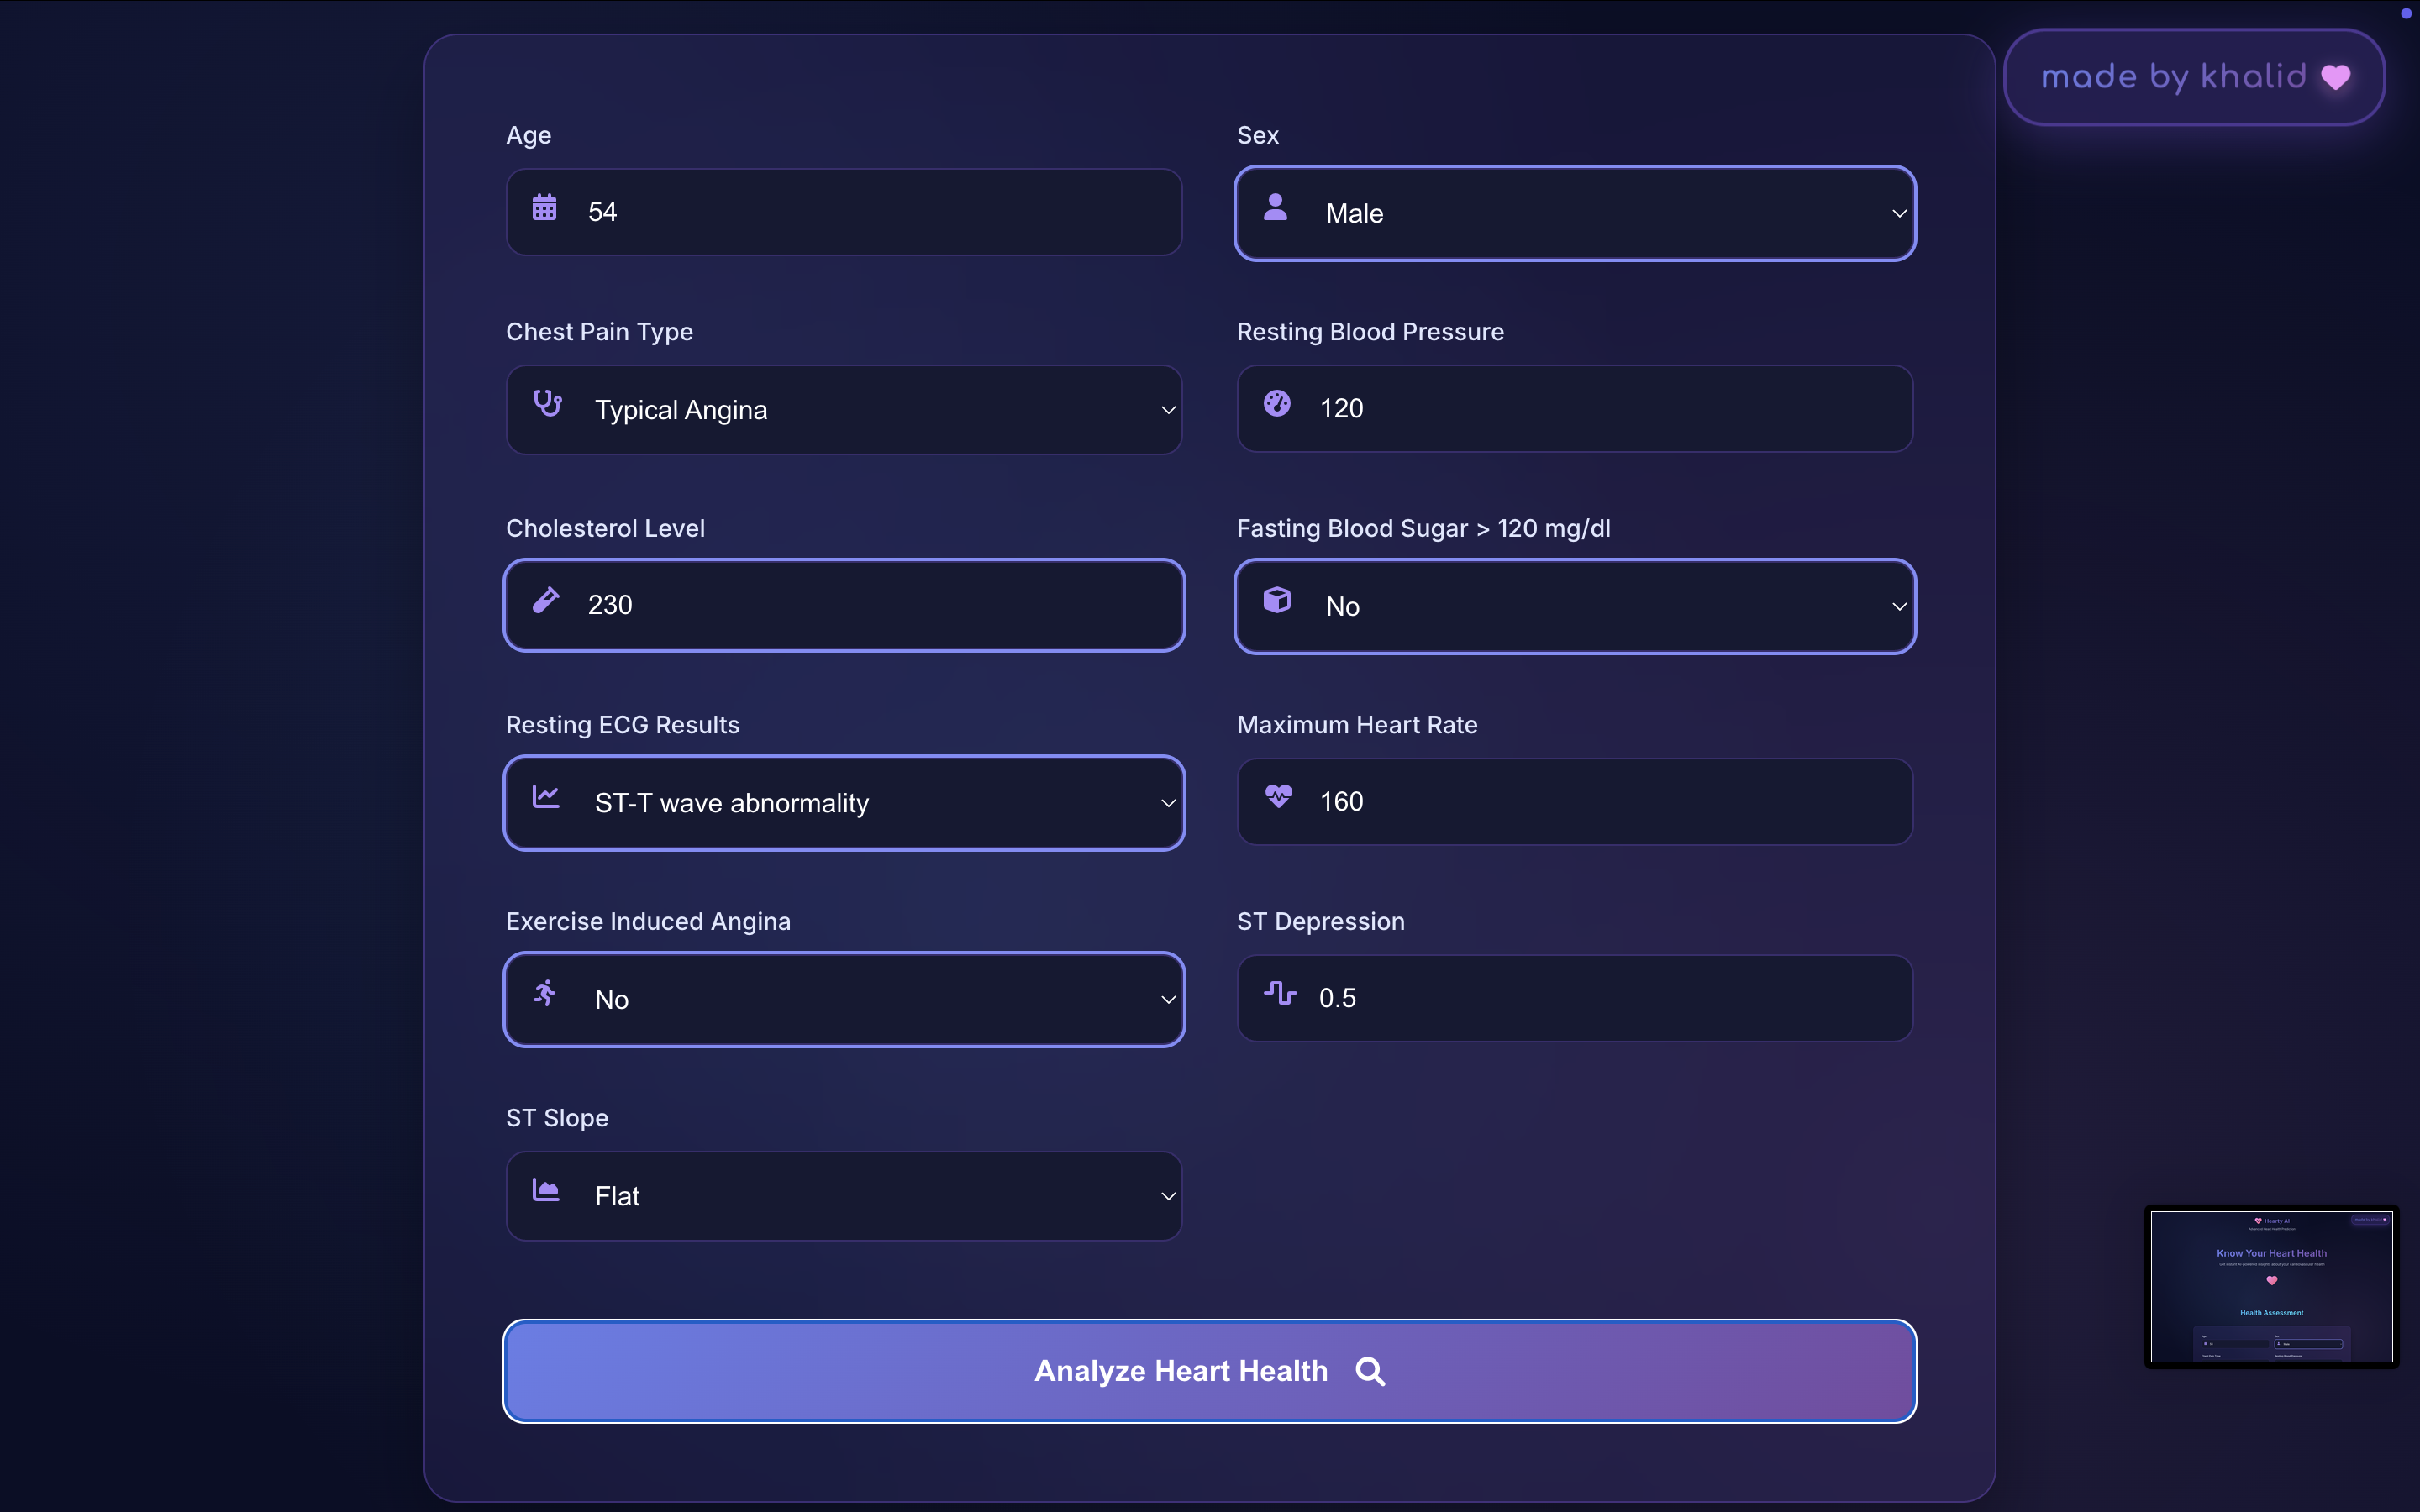 made by khalid
Age
54
Sex
Male
Chest Pain Type
Typical Angina
Resting Blood Pressure
120
Cholesterol Level
230
Fasting Blood Sugar > 120 mg/dl
No
Resting ECG Results
ST-T wave abnormality
Maximum Heart Rate
160
Exercise Induced Angina
No
ST Depression
0.5
ST Slope
Flat
Analyze Heart Health
Hearty AI
Know Your Heart Health
Health Assessment